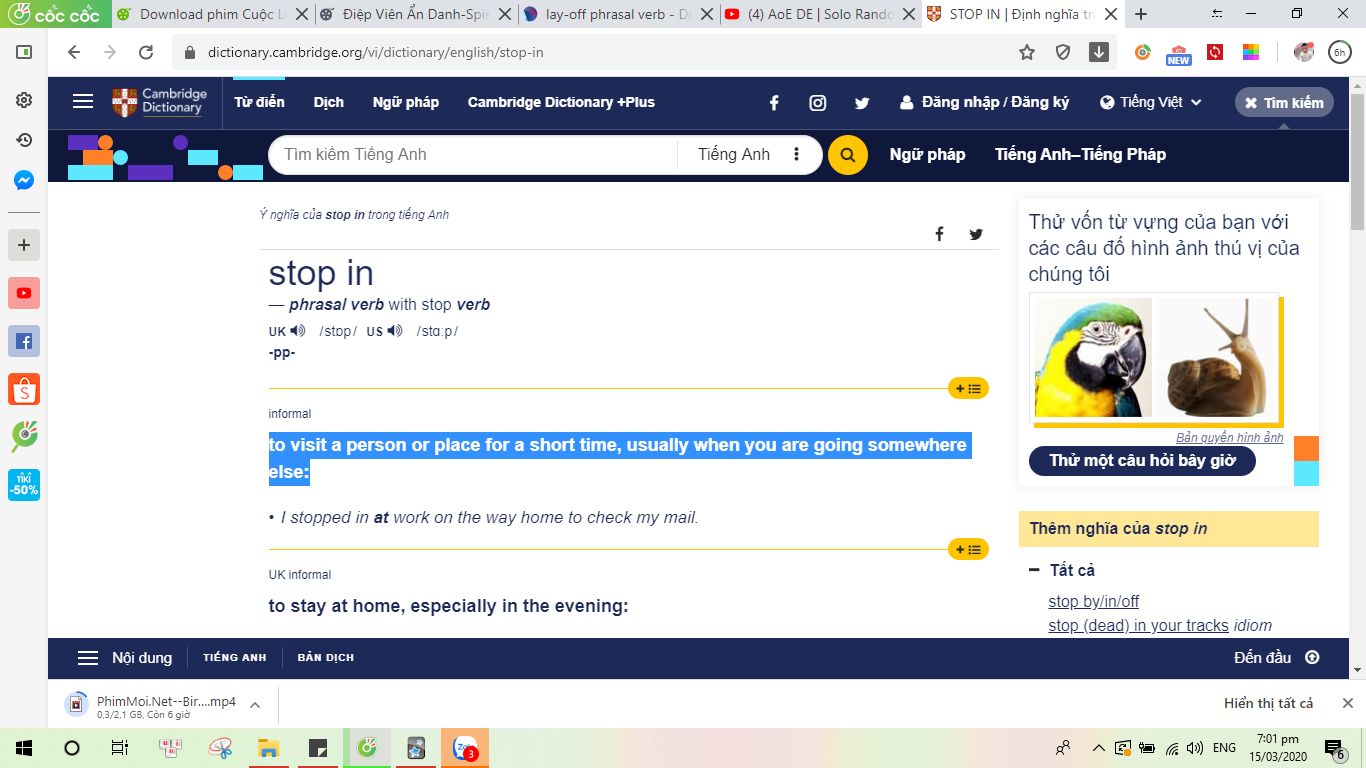 cốc cốc
Download phim Cuộc L
Điệp Viên Ẩn Danh-Spie
lay-off phrasal verb - De
(4) AoE DE | Solo Rando
STOP IN | Định nghĩa tr
dictionary.cambridge.org/vi/dictionary/english/stop-in
NEW
6h
Cambridge
Dictionary
Từ điển
Dịch
Ngữ pháp
Cambridge Dictionary +Plus
Đăng nhập / Đăng ký
Tiếng Việt
Tìm kiếm
Tìm kiếm Tiếng Anh
Tiếng Anh
Ngữ pháp
Tiếng Anh–Tiếng Pháp
Ý nghĩa của stop in trong tiếng Anh
stop in
— phrasal verb with stop verb
UK /stɒp/ US /stɑːp/
-pp-
informal
to visit a person or place for a short time, usually when you are going somewhere
else:
• I stopped in at work on the way home to check my mail.
UK informal
to stay at home, especially in the evening:
Thử vốn từ vựng của bạn với
các câu đố hình ảnh thú vị của
chúng tôi
Bản quyền hình ảnh
Thử một câu hỏi bây giờ
Thêm nghĩa của stop in
Tất cả
stop by/in/off
stop (dead) in your tracks idiom
TIKI
-50%
Nội dung
TIẾNG ANH
BẢN DỊCH
Đến đầu
PhimMoi.Net--Bir....mp4
0,3/2,1 GB, Còn 6 giờ
Hiển thị tất cả
Zalo
3
ENG
7:01 pm
15/03/2020
6